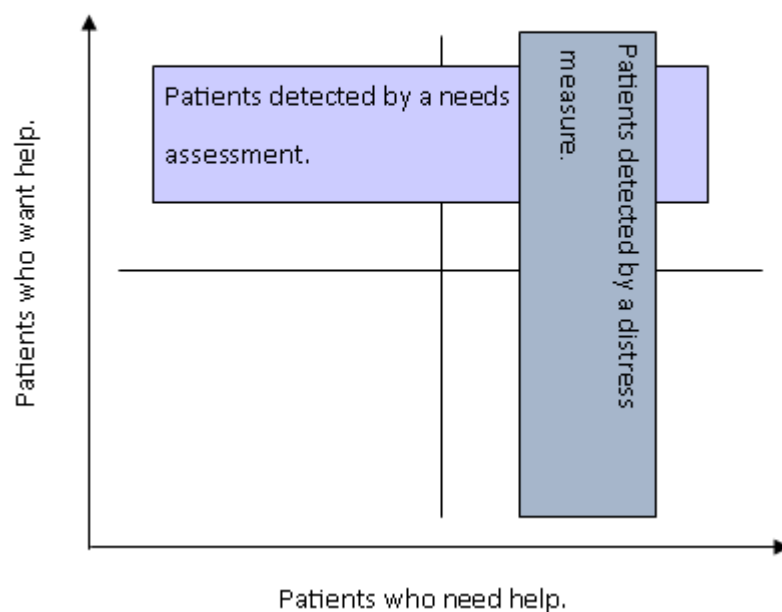 Patients who want help.
Patients detected by a needs
assessment.
Patients detected by a distress
measure.
Patients who need help.